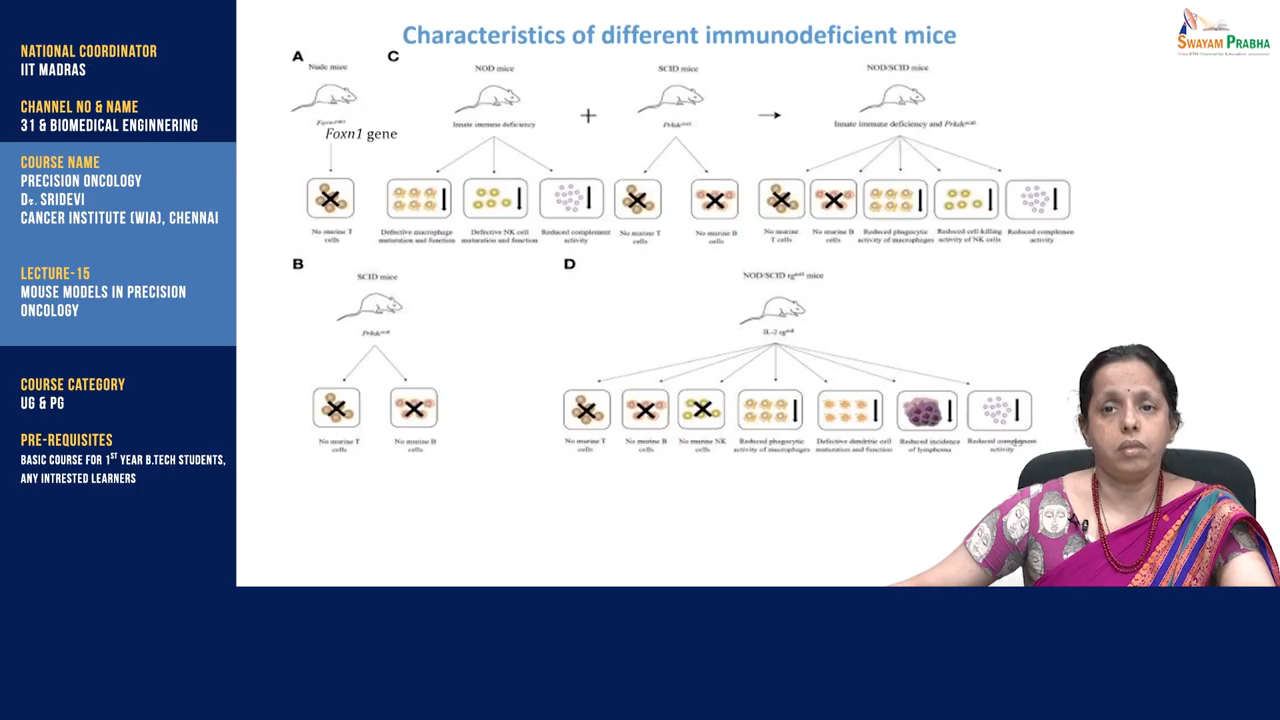 NATIONAL COORDINATOR
IIT MADRAS
CHANNEL NO & NAME
31 & BIOMEDICAL ENGINNERING
COURSE NAME
PRECISION ONCOLOGY
DR. SRIDEVI
CANCER INSTITUTE (WIA), CHENNAI
LECTURE-15
MOUSE MODELS IN PRECISION
ONCOLOGY
COURSE CATEGORY
UG & PG
PRE-REQUISITES
BASIC COURSE FOR 1ST YEAR B.TECH STUDENTS,
ANY INTRESTED LEARNERS
Characteristics of different immunodeficient mice
SWAYAM PRABHA
A
Nude mice
Foxn1 gene
No murine T
cells
C
NOD mice
Innate immune deficiency
Defective macrophage
maturation and function
Defective NK cell
maturation and function
Reduced complement
activity
+
SCID mice
No murine T
cells
No murine B
cells
NOD/SCID mice
Innate immune deficiency and
No murine
T cells
No murine B
cells
Reduced phagocytic
activity of macrophages
Reduced cell-killing
activity of NK cells
Reduced complemen
activity
B
SCID mice
No murine T
cells
No murine B
cells
D
NOD/SCID mice
No murine T
cells
No murine B
cells
No murine NK
cells
Reduced phagocytic
activity of macrophages
Defective dendritic cell
maturation and function
Reduced incidence
of lymphoma
Reduced complement
activity